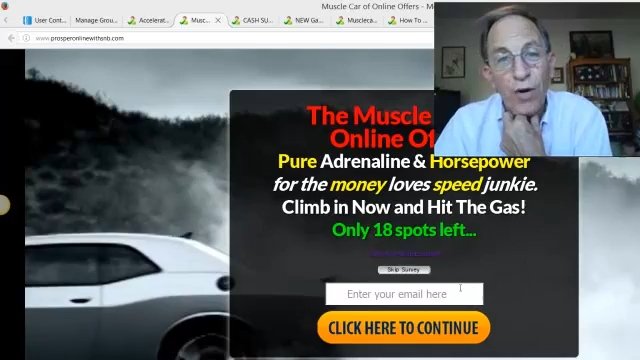 Muscle Car of Online Offers - M
User Cont...
Manage Grou...
Accelerat...
Musc...
CASH SU...
NEW Ga...
Musclecar...
How To ...
www.prosperonlinewithsnb.com
The Muscle
Online Of
Pure Adrenaline & Horsepower
for the money loves speed junkie.
Climb in Now and Hit The Gas!
Only 18 spots left...
Skip Survey
Enter your email here
CLICK HERE TO CONTINUE